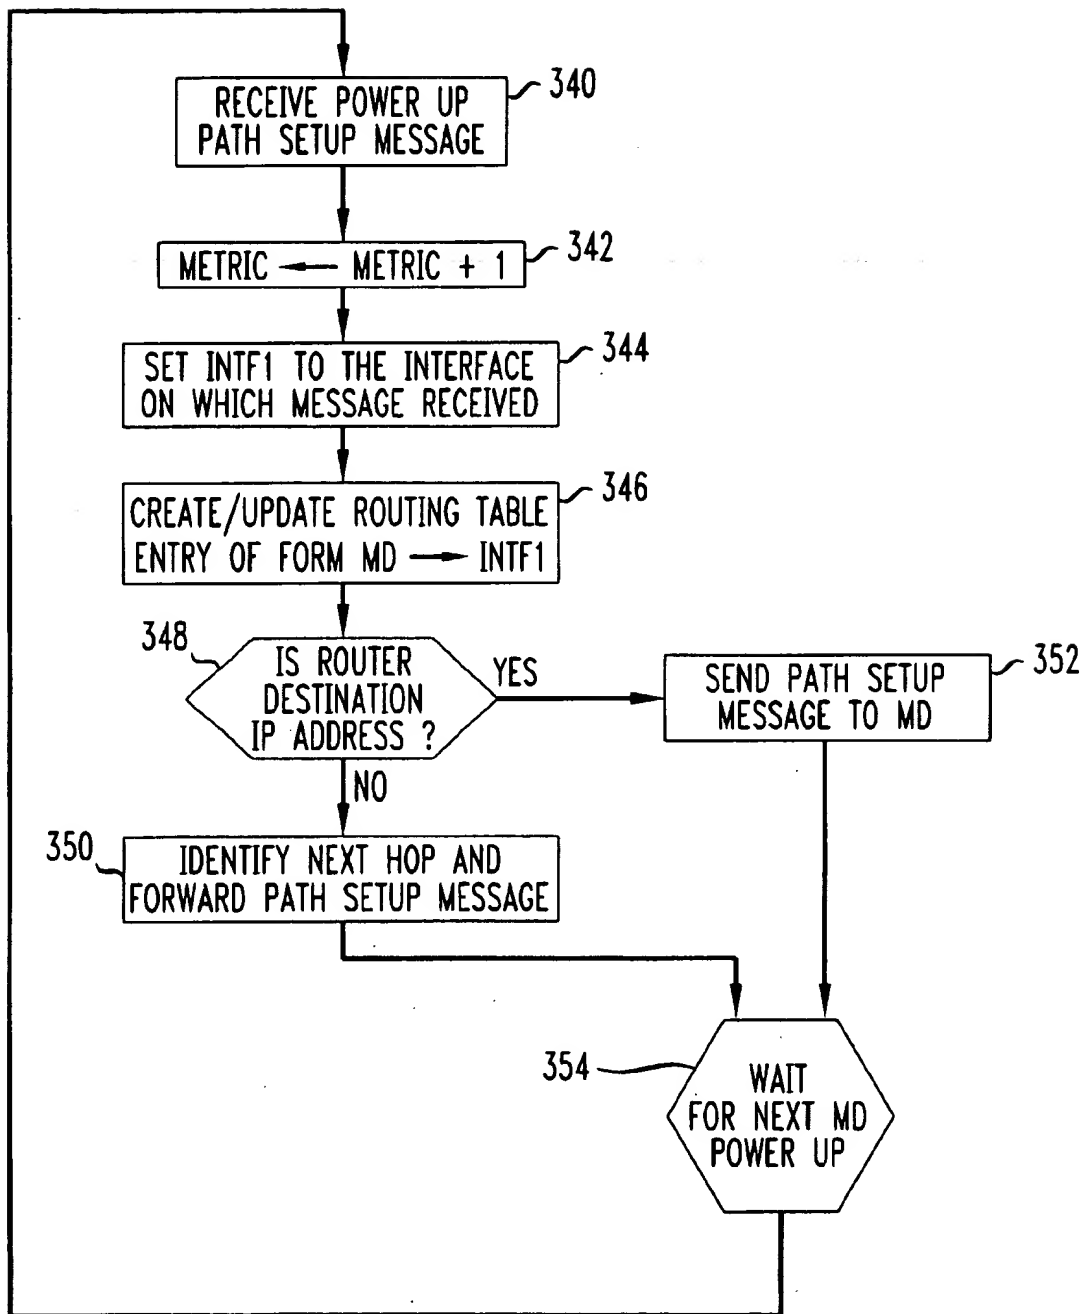 RECEIVE POWER UP
PATH SETUP MESSAGE
340
METRIC ← METRIC + 1
342
SET INTF1 TO THE INTERFACE
ON WHICH MESSAGE RECEIVED
344
CREATE/UPDATE ROUTING TABLE
ENTRY OF FORM MD → INTF1
346
348
IS ROUTER
DESTINATION
IP ADDRESS ?
YES
SEND PATH SETUP
MESSAGE TO MD
352
NO
350
IDENTIFY NEXT HOP AND
FORWARD PATH SETUP MESSAGE
354
WAIT
FOR NEXT MD
POWER UP